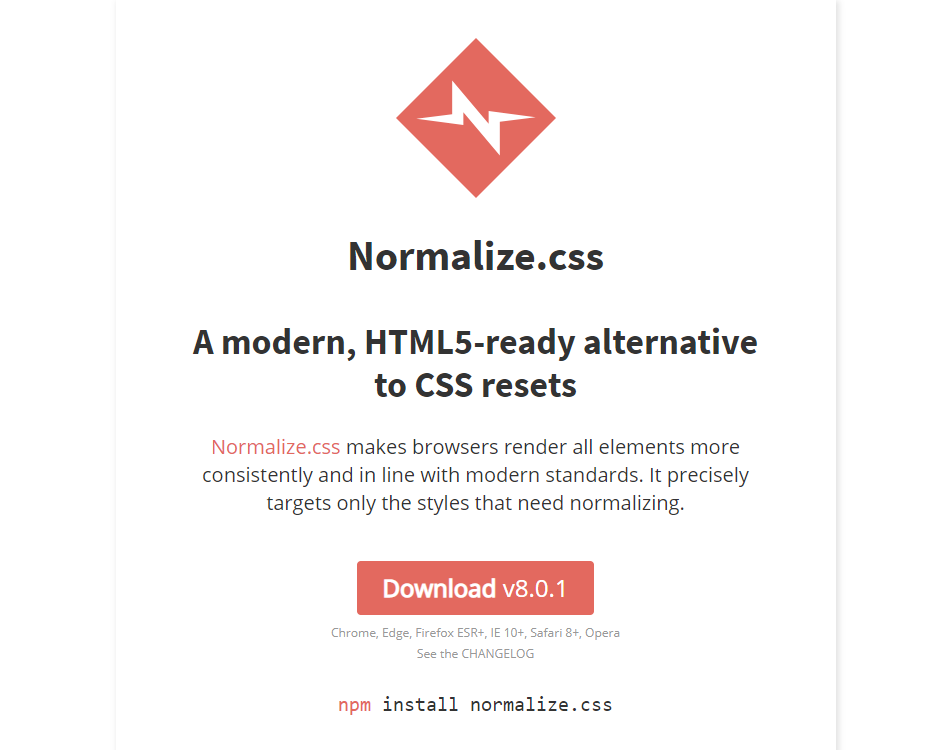 Normalize.css
A modern, HTML5-ready alternative
to CSS resets
Normalize.css makes browsers render all elements more
consistently and in line with modern standards. It precisely
targets only the styles that need normalizing.
Download v8.0.1
Chrome, Edge, Firefox ESR+, IE 10+, Safari 8+, Opera
See the CHANGELOG
npm install normalize.css